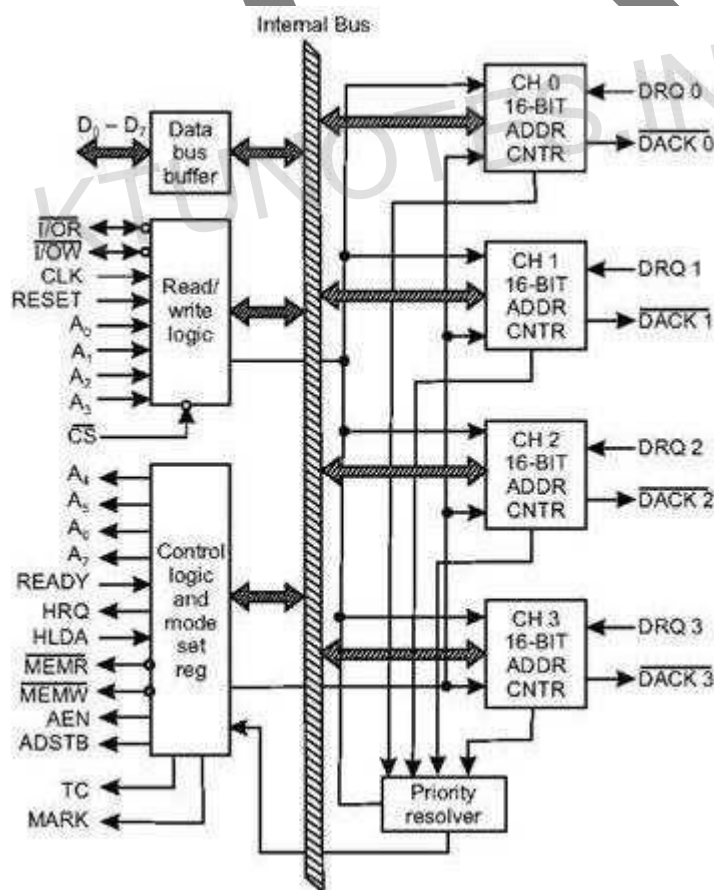 Internal Bus
D₀ – D₇
Data
bus
buffer
I/OR
I/OW
CLK
RESET
A₀
A₁
A₂
A₃
CS
Read/
write
logic
A₄
A₅
A₆
A₇
READY
HRQ
HLDA
MEMR
MEMW
AEN
ADSTB
TC
MARK
Control
logic
and
mode
set
reg
CH 0
16-BIT
ADDR
CNTR
DRQ 0
DACK 0
CH 1
16-BIT
ADDR
CNTR
DRQ 1
DACK 1
CH 2
16-BIT
ADDR
CNTR
DRQ 2
DACK 2
CH 3
16-BIT
ADDR
CNTR
DRQ 3
DACK 3
Priority
resolver
KTUNOTES